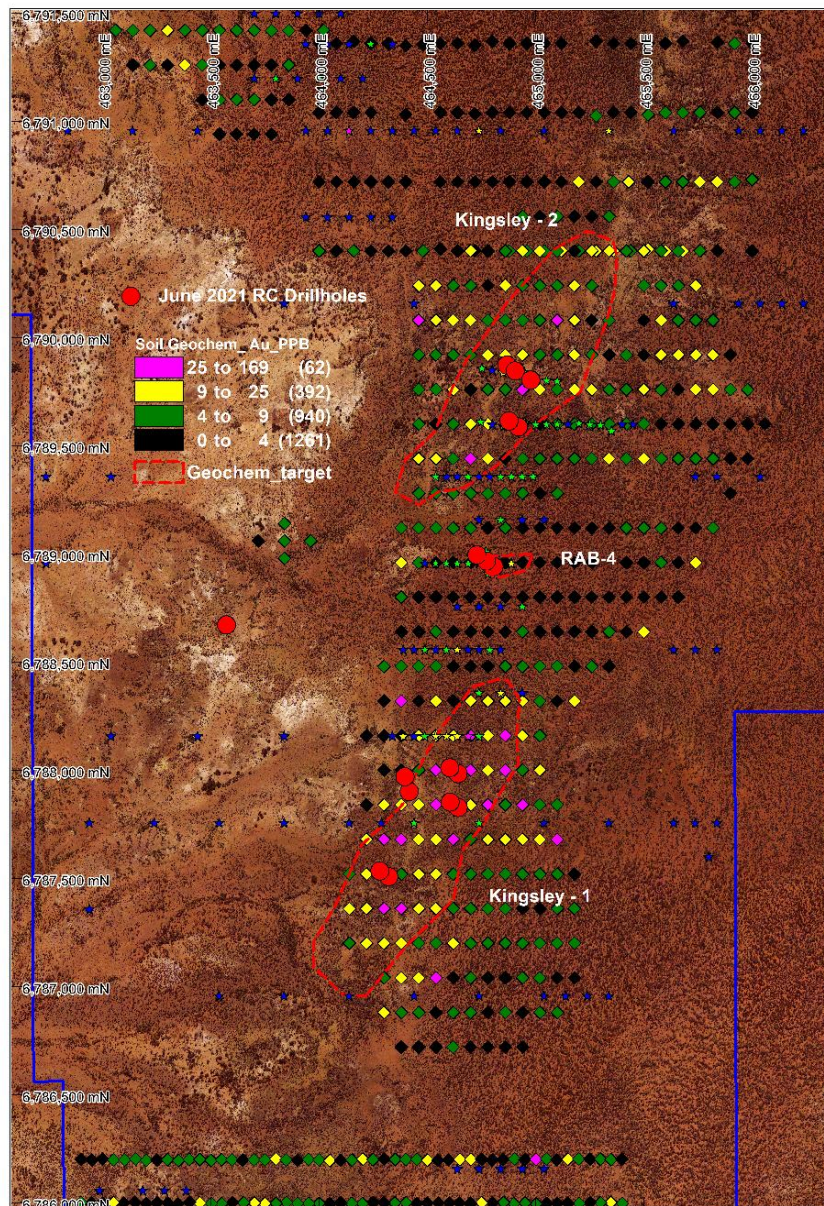 6,791,500 mN
463,000 mE
463,500 mE
464,000 mE
464,500 mE
465,000 mE
465,500 mE
466,000 mE
6,791,000 mN
Kingsley - 2
6,790,500 mN
June 2021 RC Drillholes
6,790,000 mN
Soil Geochem_Au_PPB
25 to 169 (62)
9 to 25 (392)
4 to 9 (940)
0 to 4 (1261)
6,789,500 mN
Geochem_target
6,789,000 mN
RAB-4
6,788,500 mN
6,788,000 mN
6,787,500 mN
Kingsley - 1
6,787,000 mN
6,786,500 mN
6,786,000 mN